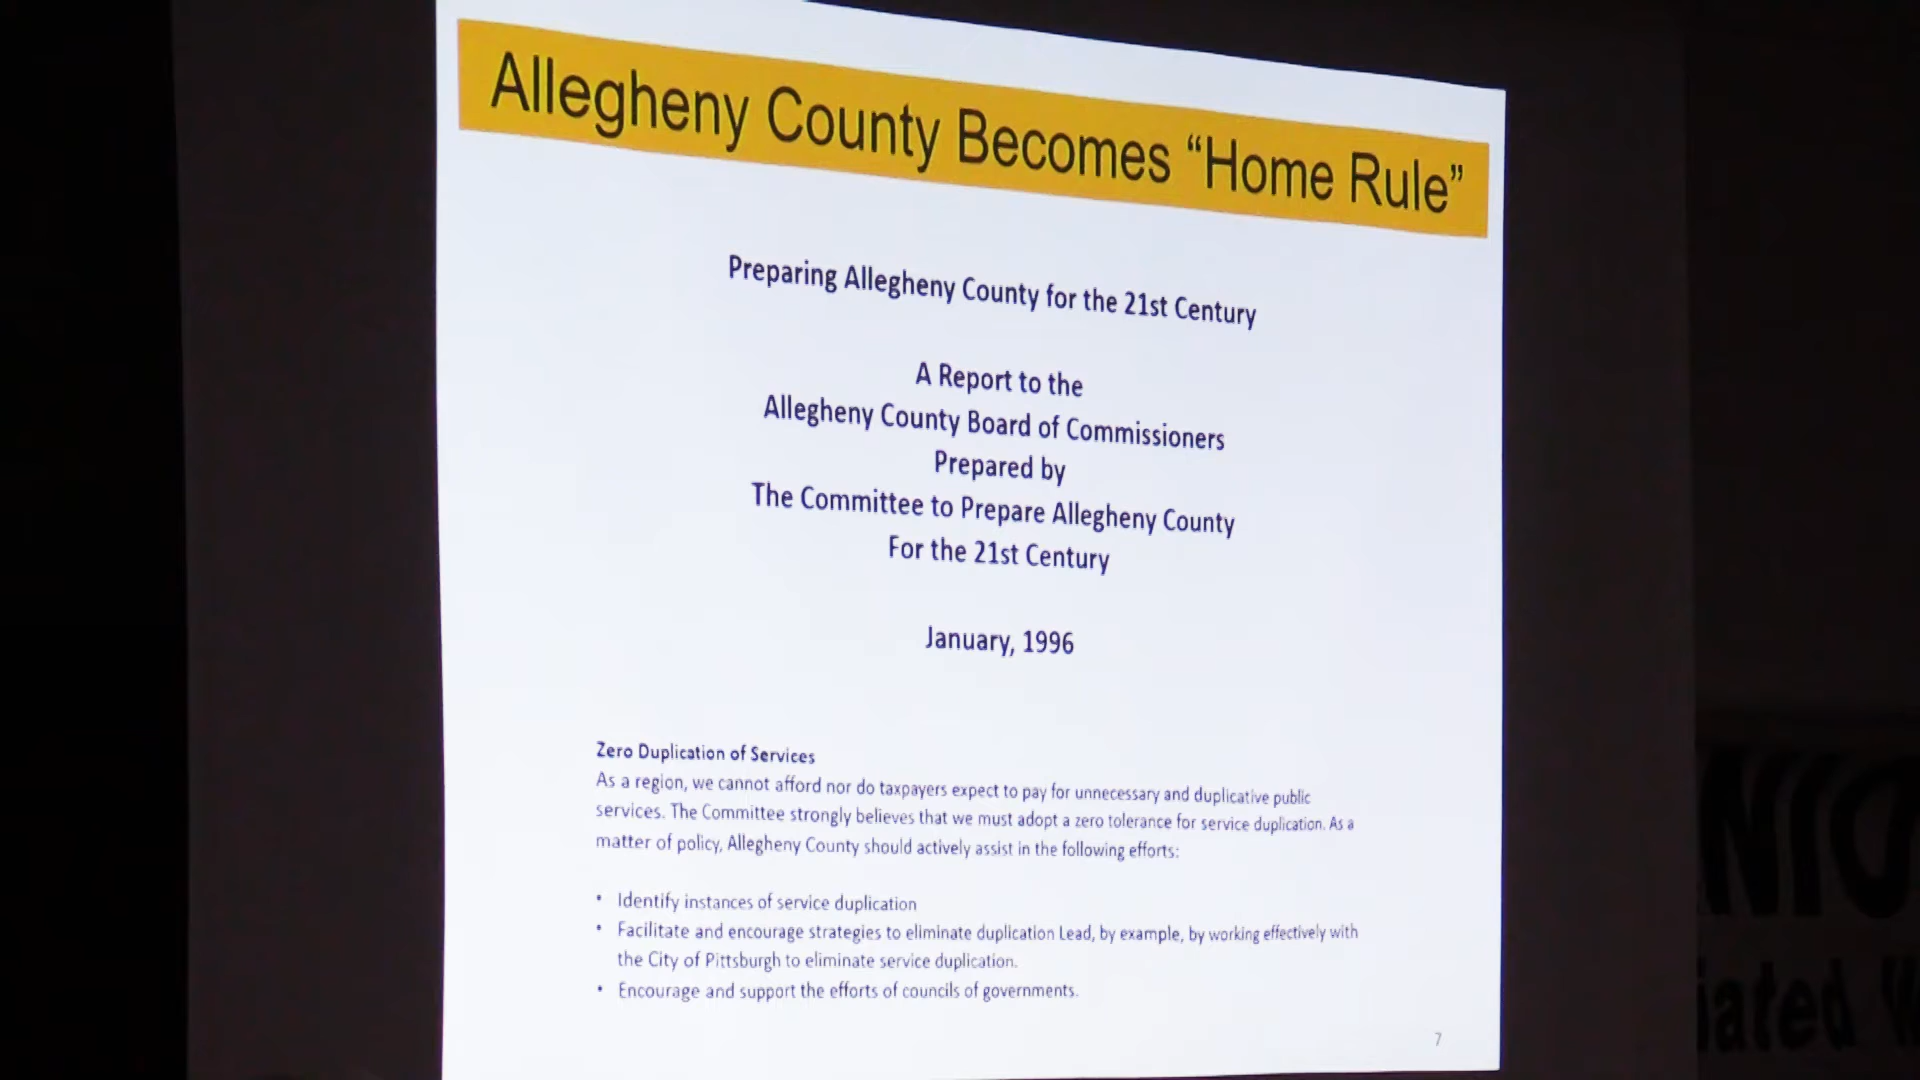 Allegheny County Becomes “Home Rule”
Preparing Allegheny County for the 21st Century
A Report to the
Allegheny County Board of Commissioners
Prepared by
The Committee to Prepare Allegheny County
For the 21st Century
January, 1996
Zero Duplication of Services
As a region, we cannot afford nor do taxpayers expect to pay for unnecessary and duplicative public
services. The Committee strongly believes that we must adopt a zero tolerance for service duplication. As a
matter of policy, Allegheny County should actively assist in the following efforts:
• Identify instances of service duplication
• Facilitate and encourage strategies to eliminate duplication Lead, by example, by working effectively with
the City of Pittsburgh to eliminate service duplication.
• Encourage and support the efforts of councils of governments.
7